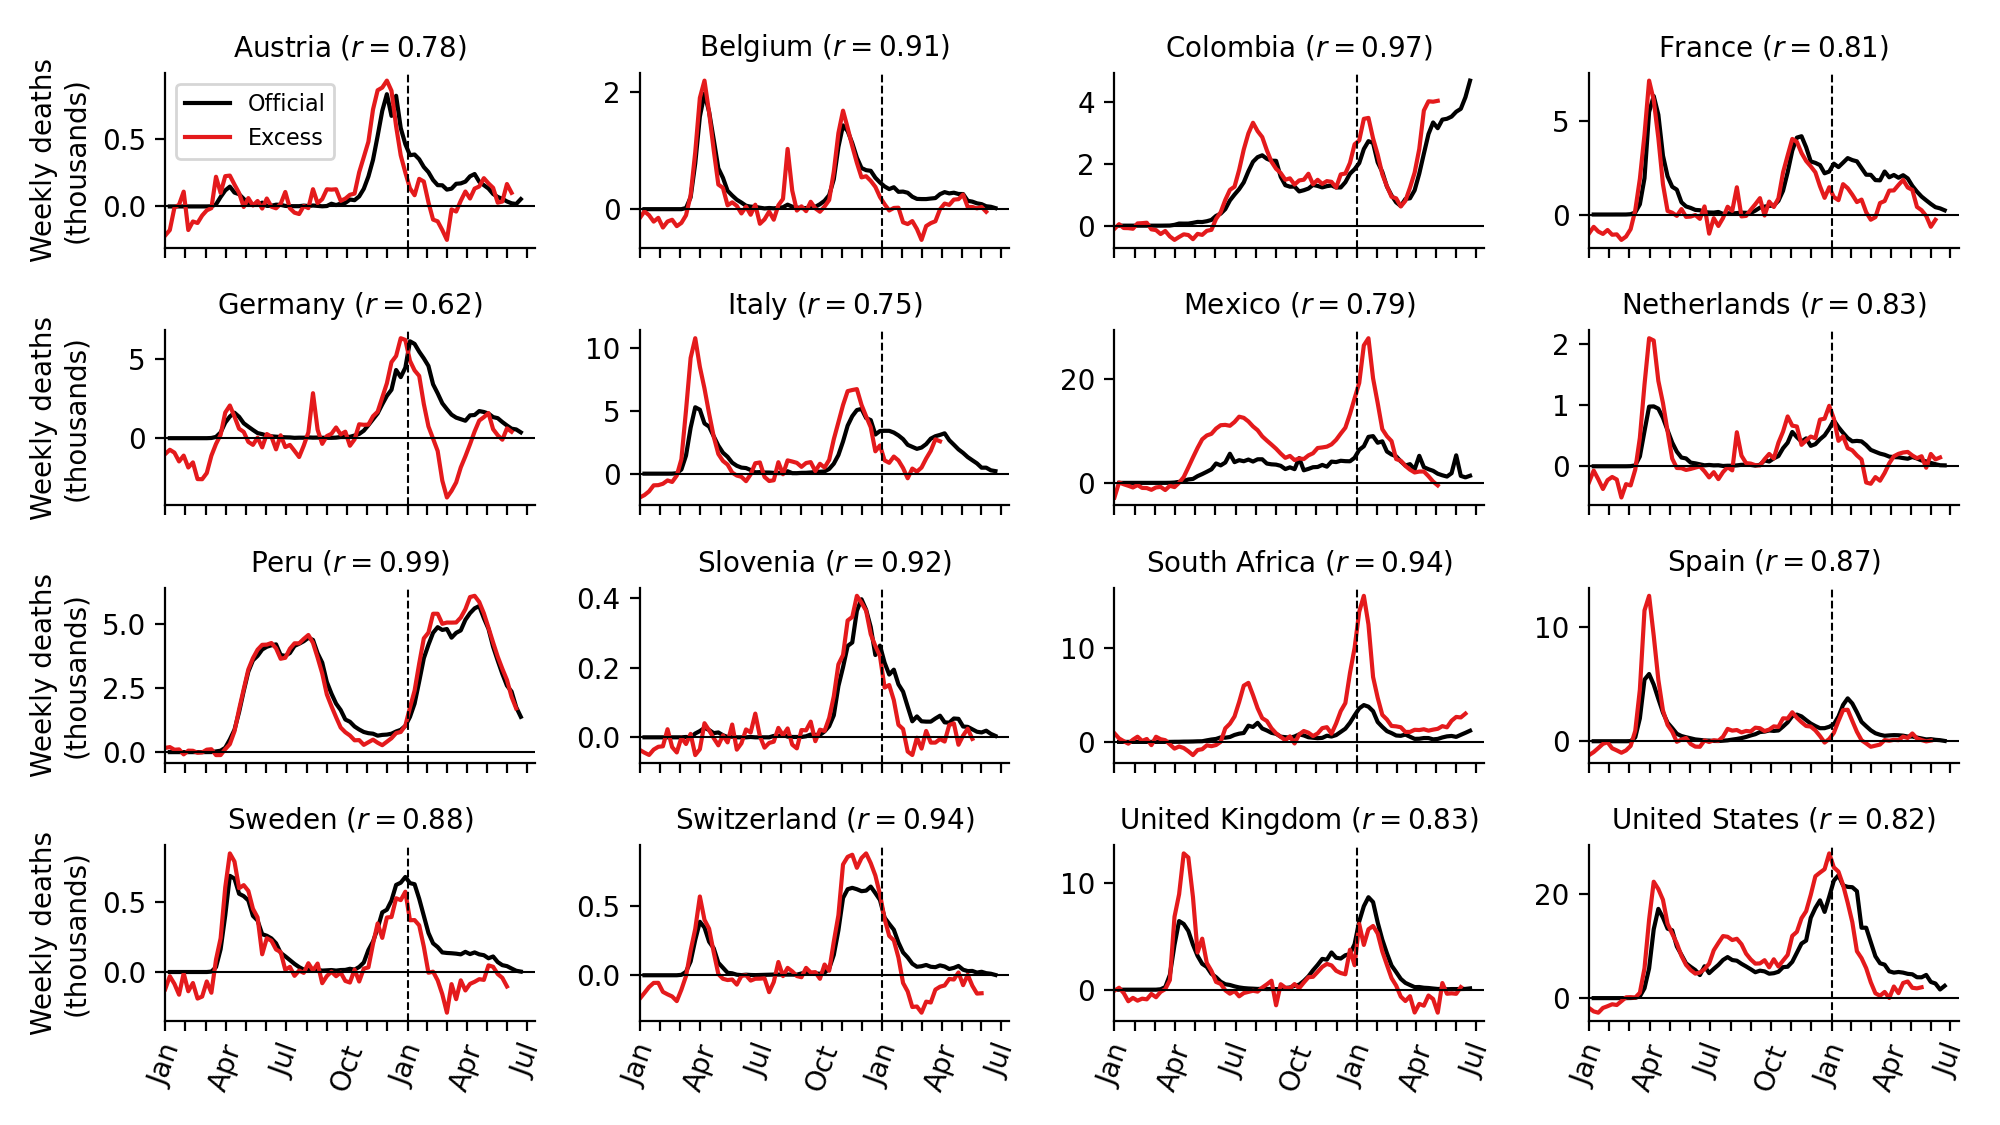 Austria (r = 0.78)
Belgium (r = 0.91)
Colombia (r = 0.97)
France (r = 0.81)
Weekly deaths
(thousands)
0.5
0.0
Official
Excess
2
0
4
2
0
5
0
Germany (r = 0.62)
Italy (r = 0.75)
Mexico (r = 0.79)
Netherlands (r = 0.83)
Weekly deaths
(thousands)
5
0
10
5
0
20
0
2
1
0
Peru (r = 0.99)
Slovenia (r = 0.92)
South Africa (r = 0.94)
Spain (r = 0.87)
Weekly deaths
(thousands)
5.0
2.5
0.0
0.4
0.2
0.0
10
0
10
0
Sweden (r = 0.88)
Switzerland (r = 0.94)
United Kingdom (r = 0.83)
United States (r = 0.82)
Weekly deaths
(thousands)
0.5
0.0
0.5
0.0
10
0
20
0
Jan Apr Jul Oct Jan Apr Jul
Jan Apr Jul Oct Jan Apr Jul
Jan Apr Jul Oct Jan Apr Jul
Jan Apr Jul Oct Jan Apr Jul